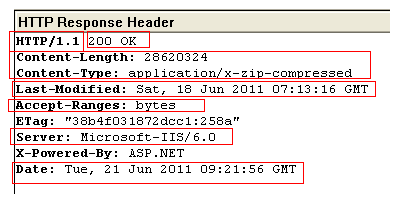 HTTP Response Header
HTTP/1.1 200 OK
Content-Length: 28620324
Content-Type: application/x-zip-compressed
Last-Modified: Sat, 18 Jun 2011 07:13:16 GMT
Accept-Ranges: bytes
ETag: "38b4f031872dcc1:258a"
Server: Microsoft-IIS/6.0
X-Powered-By: ASP.NET
Date: Tue, 21 Jun 2011 09:21:56 GMT